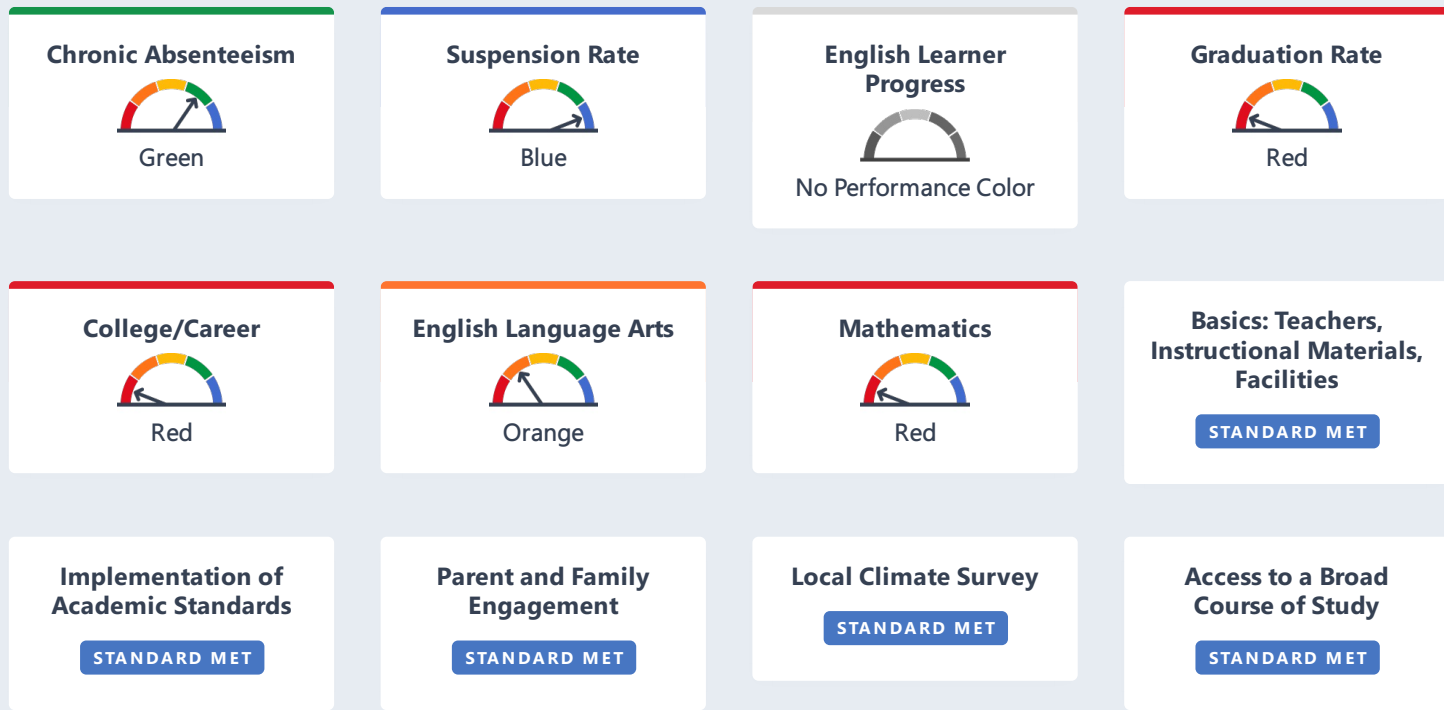 Chronic Absenteeism
Green
Suspension Rate
Blue
English Learner
Progress
No Performance Color
Graduation Rate
Red
College/Career
Red
English Language Arts
Orange
Mathematics
Red
Basics: Teachers,
Instructional Materials,
Facilities
STANDARD MET
Implementation of
Academic Standards
STANDARD MET
Parent and Family
Engagement
STANDARD MET
Local Climate Survey
STANDARD MET
Access to a Broad
Course of Study
STANDARD MET